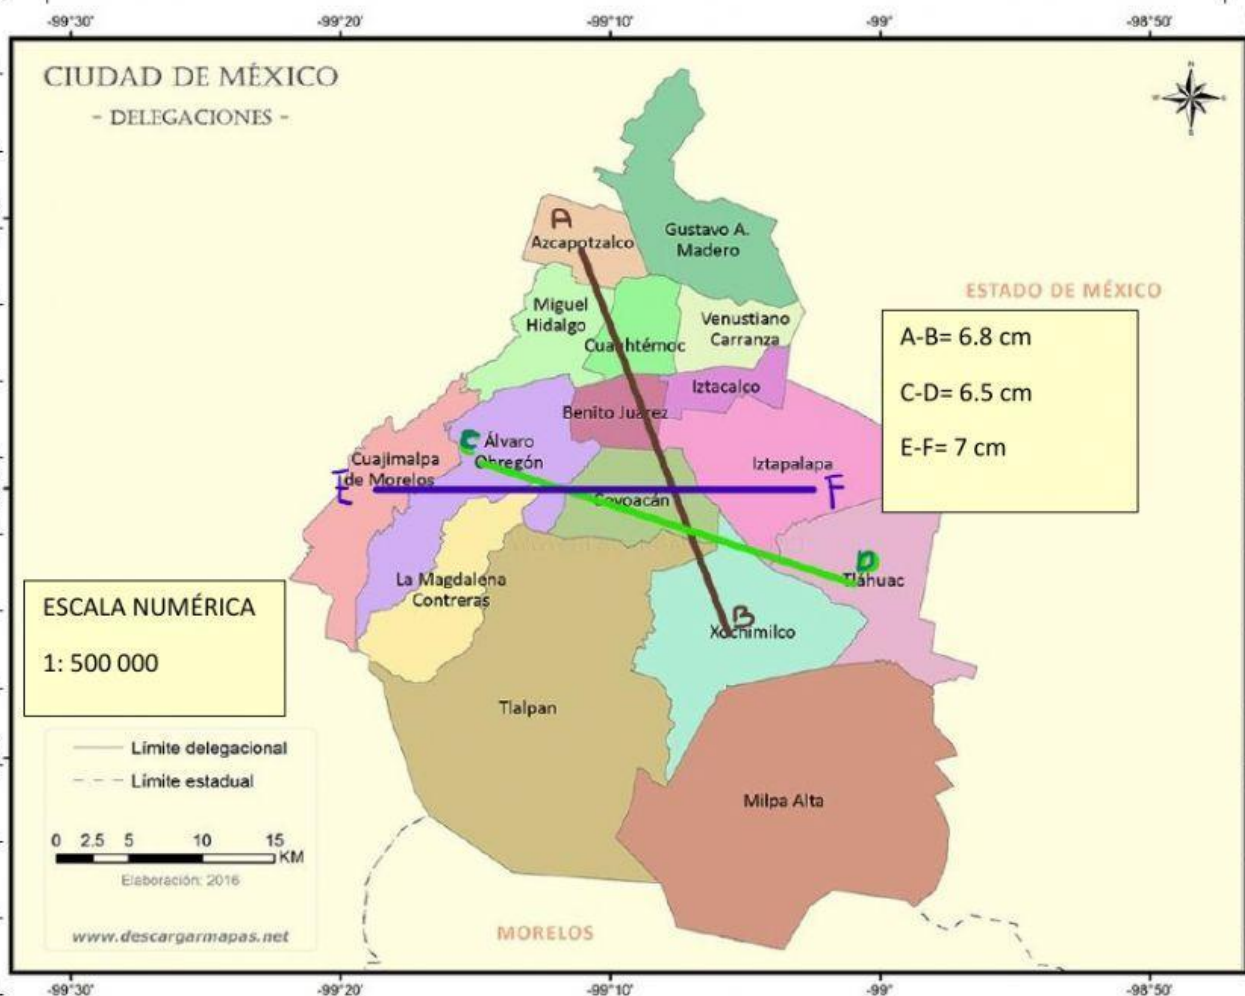 -99°30'
-99°20'
-99°10'
-99°
-98°50'
CIUDAD DE MÉXICO
- DELEGACIONES -
N
A
Azcapotzalco
Gustavo A.
Madero
ESTADO DE MÉXICO
Miguel
Hidalgo
Venustiano
Carranza
Cuauhtémoc
A-B= 6.8 cm
C-D= 6.5 cm
E-F= 7 cm
Iztacalco
Benito Juárez
C
Álvaro
Obregón
Cuajimalpa
de Morelos
Iztapalapa
E
F
Coyoacán
D
Tláhuac
La Magdalena
Contreras
B
Xochimilco
ESCALA NUMÉRICA
1: 500 000
Tlalpan
Milpa Alta
Límite delegacional
Límite estadual
0 2.5 5 10 15
KM
Elaboración: 2016
www.descargarmapas.net
MORELOS
-99°30'
-99°20'
-99°10'
-99°
-98°50'